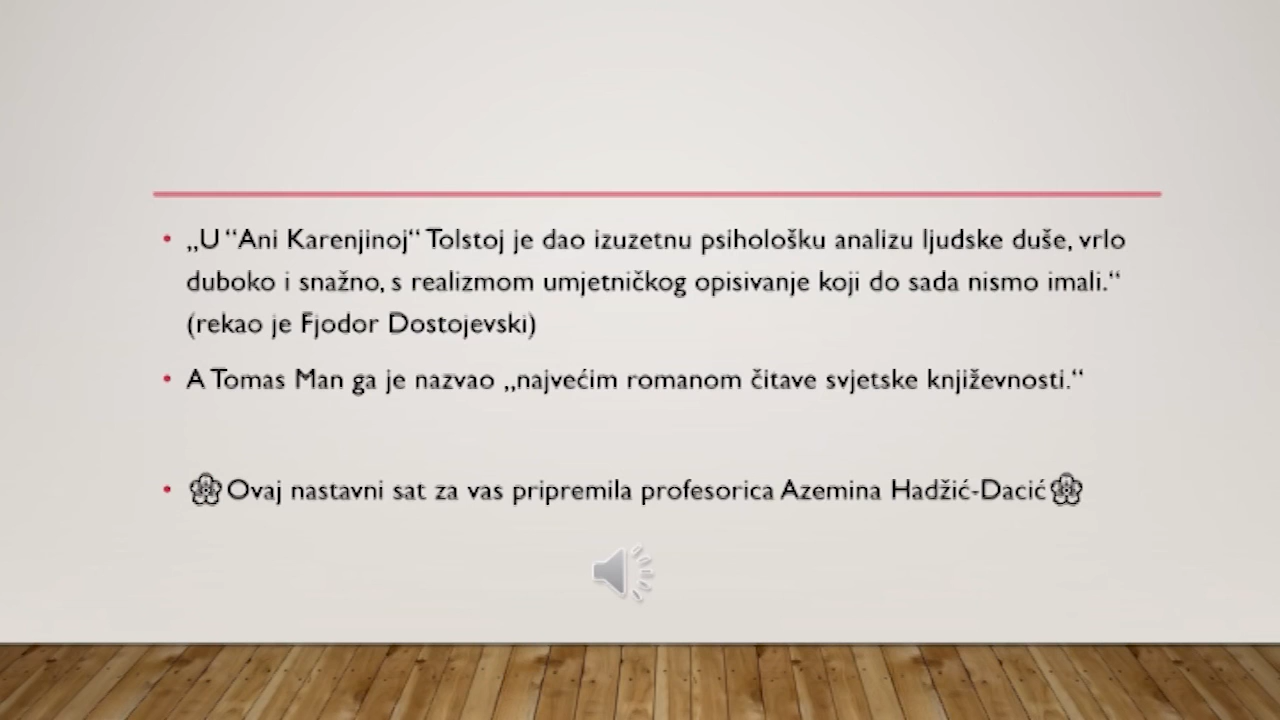 „U “Ani Karenjinoj“ Tolstoj je dao izuzetnu psihološku analizu ljudske duše, vrlo
duboko i snažno, s realizmom umjetničkog opisivanje koji do sada nismo imali.“
(rekao je Fjodor Dostojevski)
A Tomas Man ga je nazvao „najvećim romanom čitave svjetske književnosti.“
Ovaj nastavni sat za vas pripremila profesorica Azemina Hadžić-Dacić